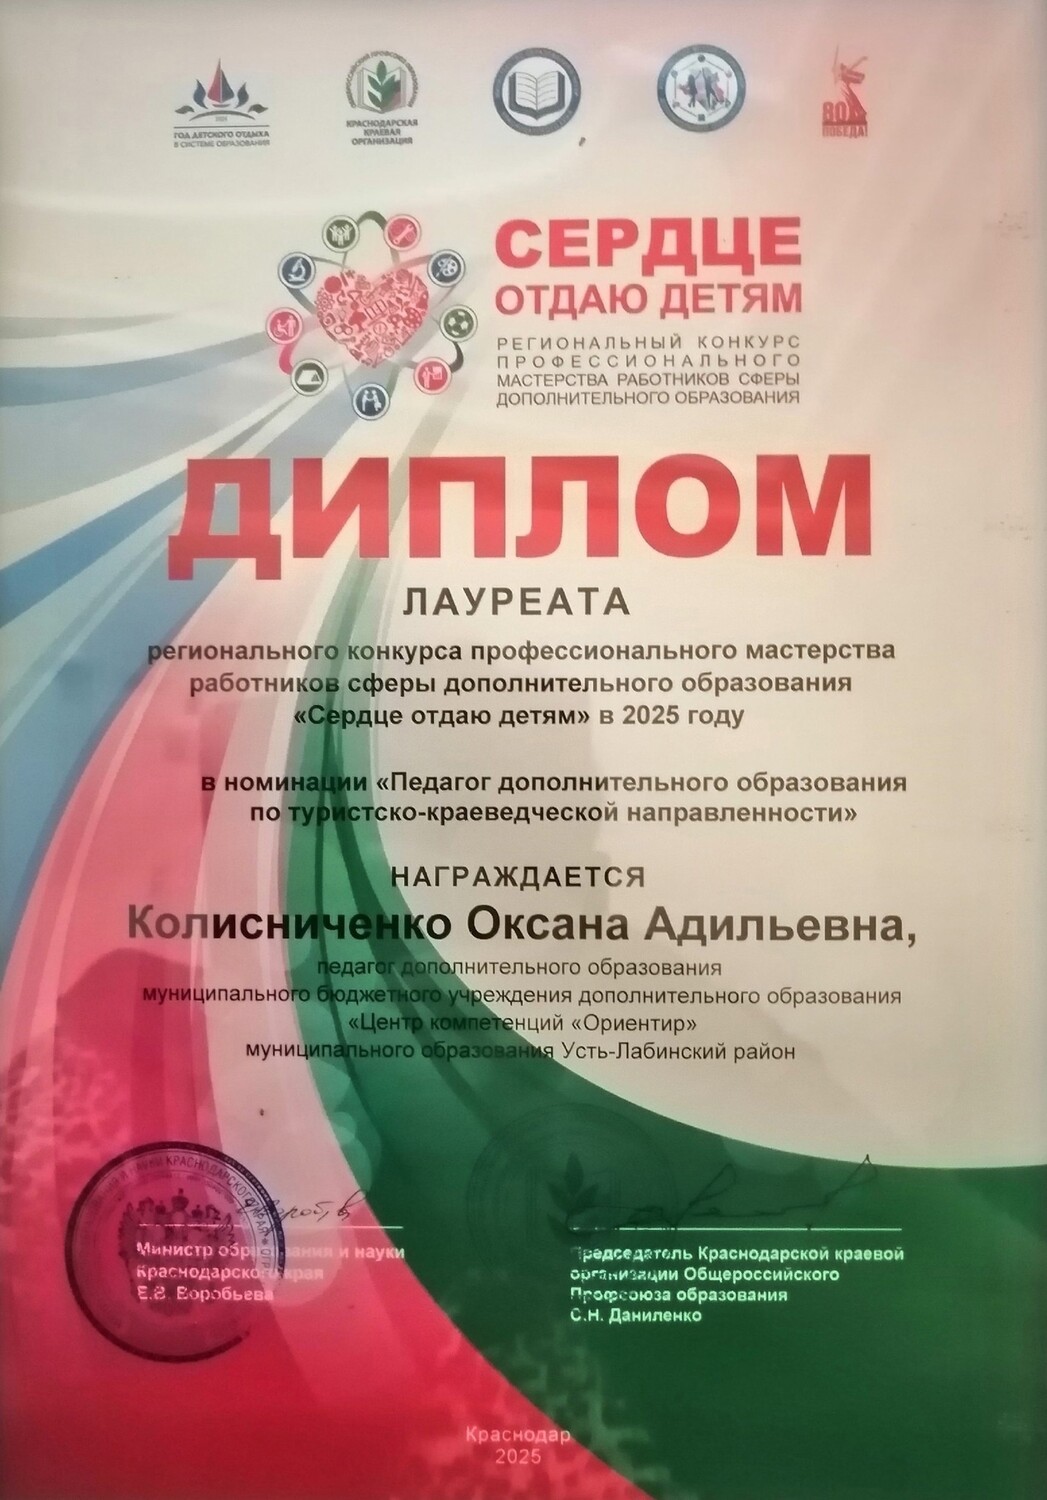 2025
ГОД ДЕТСКОГО ОТДЫХА
В СИСТЕМЕ ОБРАЗОВАНИЯ
КРАСНОДАРСКАЯ
КРАЕВАЯ
ОРГАНИЗАЦИЯ
80
ПОБЕДА!
СЕРДЦЕ
ОТДАЮ ДЕТЯМ
РЕГИОНАЛЬНЫЙ КОНКУРС
ПРОФЕССИОНАЛЬНОГО
МАСТЕРСТВА РАБОТНИКОВ СФЕРЫ
ДОПОЛНИТЕЛЬНОГО ОБРАЗОВАНИЯ
ДИПЛОМ
ЛАУРЕАТА
регионального конкурса профессионального мастерства
работников сферы дополнительного образования
«Сердце отдаю детям» в 2025 году
в номинации «Педагог дополнительного образования
по туристско-краеведческой направленности»
НАГРАЖДАЕТСЯ
Колисниченко Оксана Адильевна,
педагог дополнительного образования
муниципального бюджетного учреждения дополнительного образования
«Центр компетенций «Ориентир»
муниципального образования Усть-Лабинский район
Министр образования и науки
Краснодарского края
Е.В. Воробьева
Председатель Краснодарской краевой
организации Общероссийского
Профсоюза образования
С.Н. Даниленко
Краснодар
2025